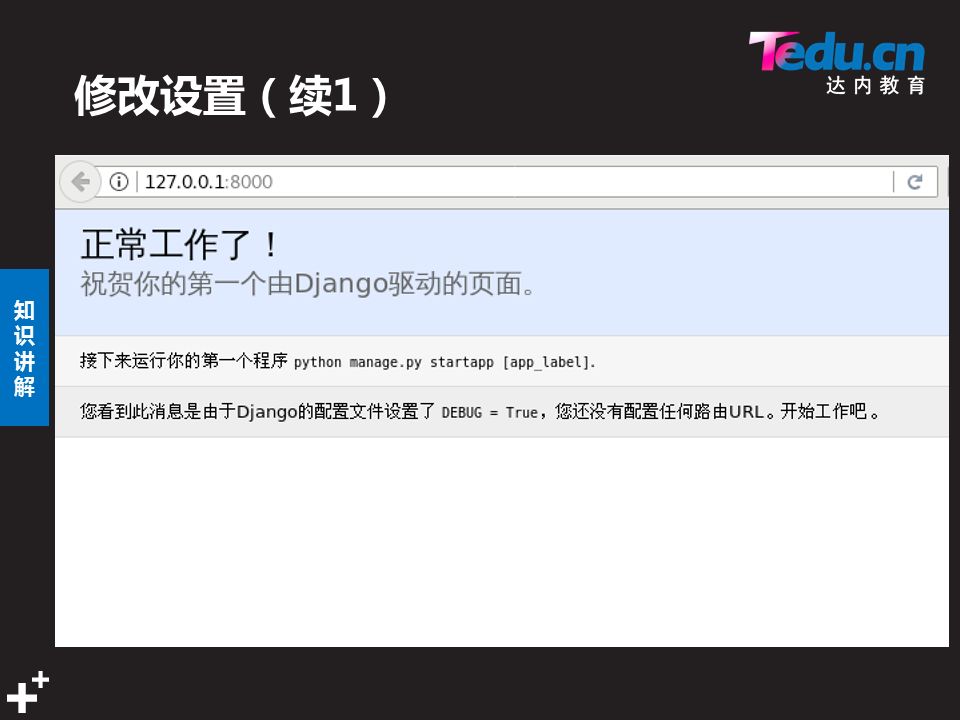 Tedu.cn
达内教育
修改设置（续1）
127.0.0.1:8000
正常工作了！
祝贺你的第一个由Django驱动的页面。
知识讲解
接下来运行你的第一个程序 python manage.py startapp [app_label].
您看到此消息是由于Django的配置文件设置了 DEBUG = True，您还没有配置任何路由URL。开始工作吧。